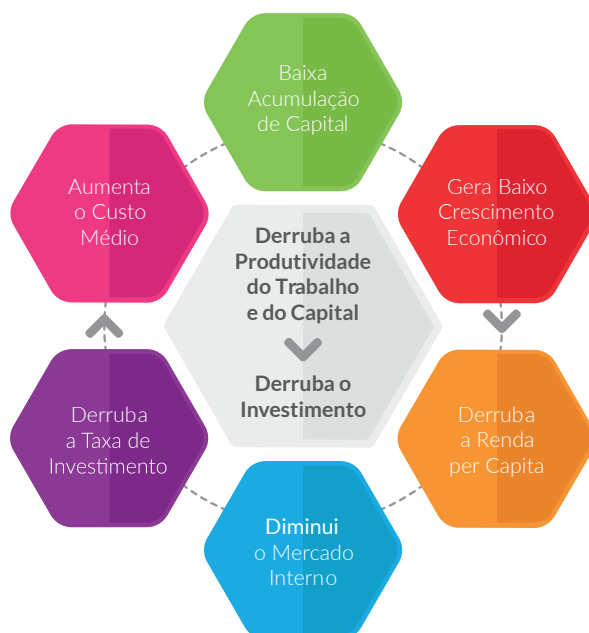 Baixa
Acumulação
de Capital
Gera Baixo
Crescimento
Econômico
Derruba
a Renda
per Capita
Diminui
o Mercado
Interno
Derruba
a Taxa de
Investimento
Aumenta
o Custo
Médio
Derruba a
Produtividade
do Trabalho
e do Capital
Derruba o
Investimento